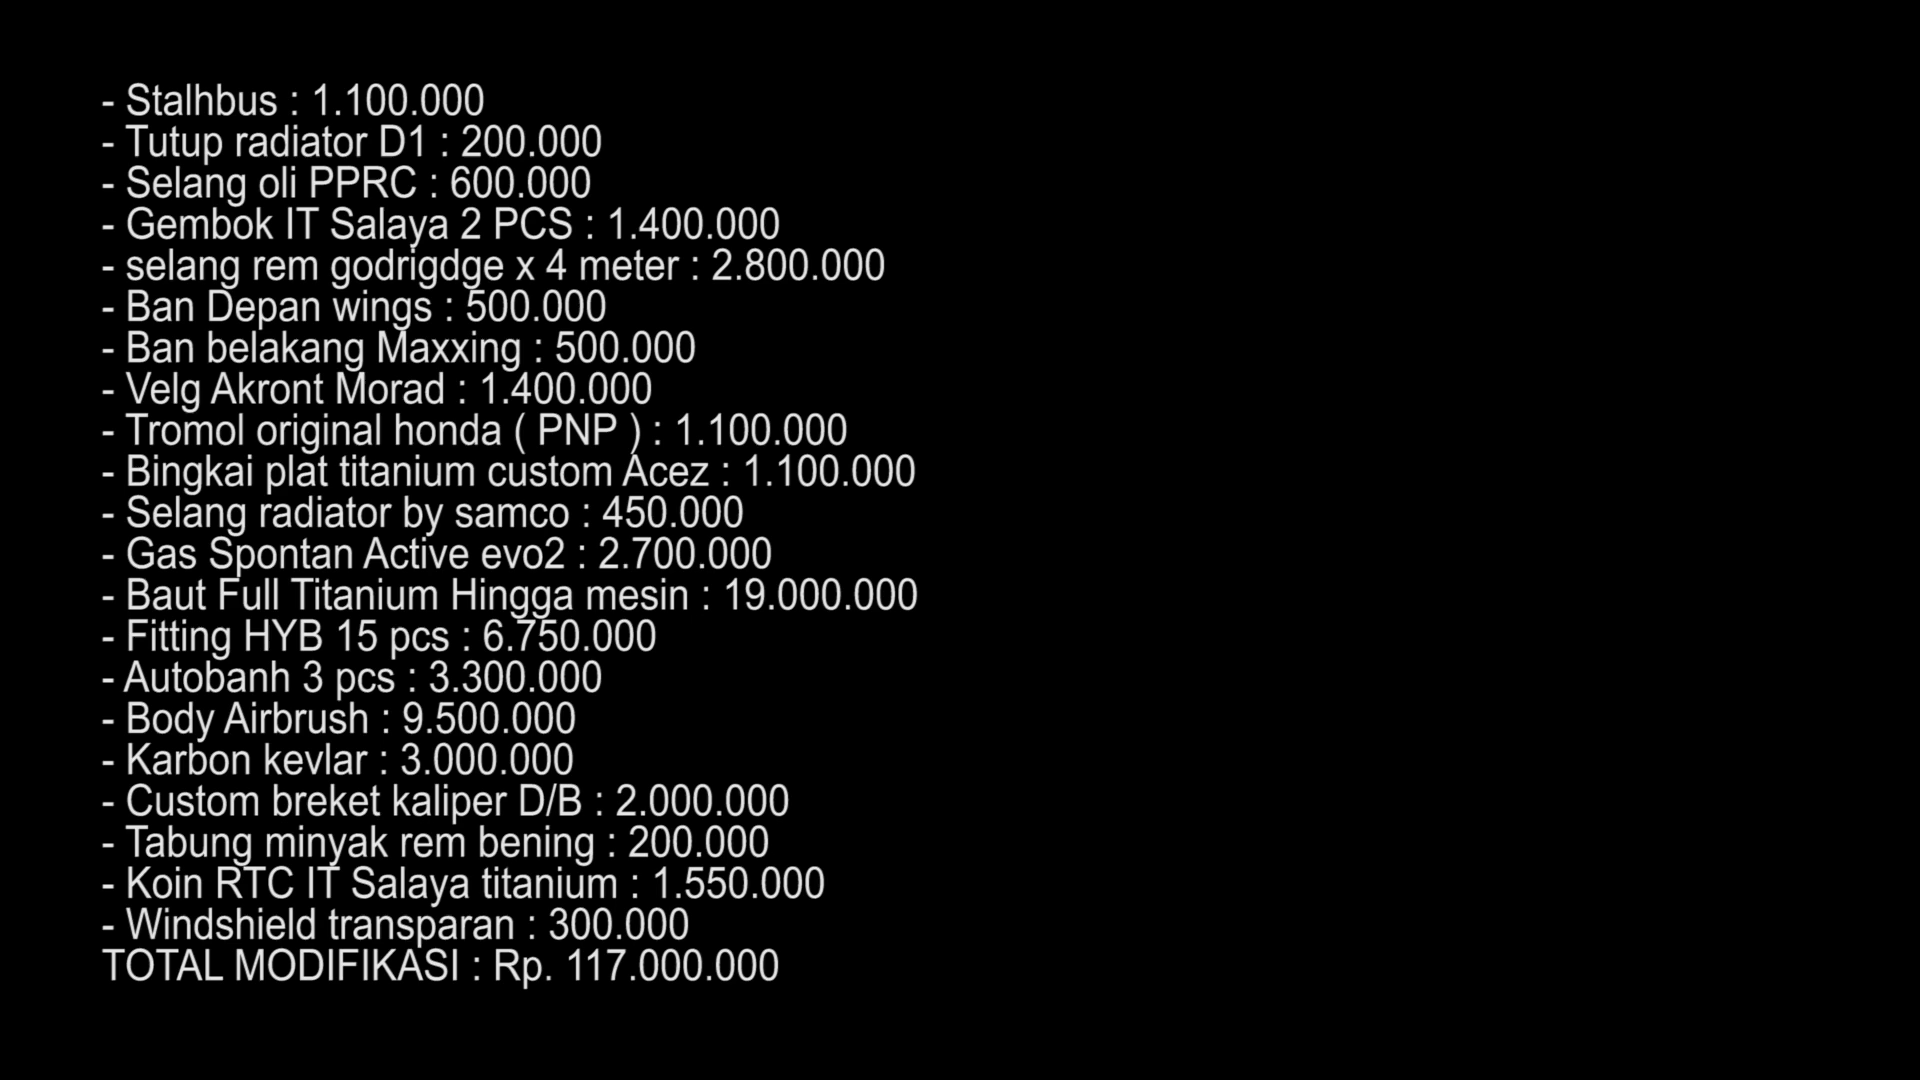 - Stalhbus : 1.100.000
- Tutup radiator D1 : 200.000
- Selang oli PPRC : 600.000
- Gembok IT Salaya 2 PCS : 1.400.000
- selang rem godrigdge x 4 meter : 2.800.000
- Ban Depan wings : 500.000
- Ban belakang Maxxing : 500.000
- Velg Akront Morad : 1.400.000
- Tromol original honda ( PNP ) : 1.100.000
- Bingkai plat titanium custom Acez : 1.100.000
- Selang radiator by samco : 450.000
- Gas Spontan Active evo2 : 2.700.000
- Baut Full Titanium Hingga mesin : 19.000.000
- Fitting HYB 15 pcs : 6.750.000
- Autobanh 3 pcs : 3.300.000
- Body Airbrush : 9.500.000
- Karbon kevlar : 3.000.000
- Custom breket kaliper D/B : 2.000.000
- Tabung minyak rem bening : 200.000
- Koin RTC IT Salaya titanium : 1.550.000
- Windshield transparan : 300.000
TOTAL MODIFIKASI : Rp. 117.000.000